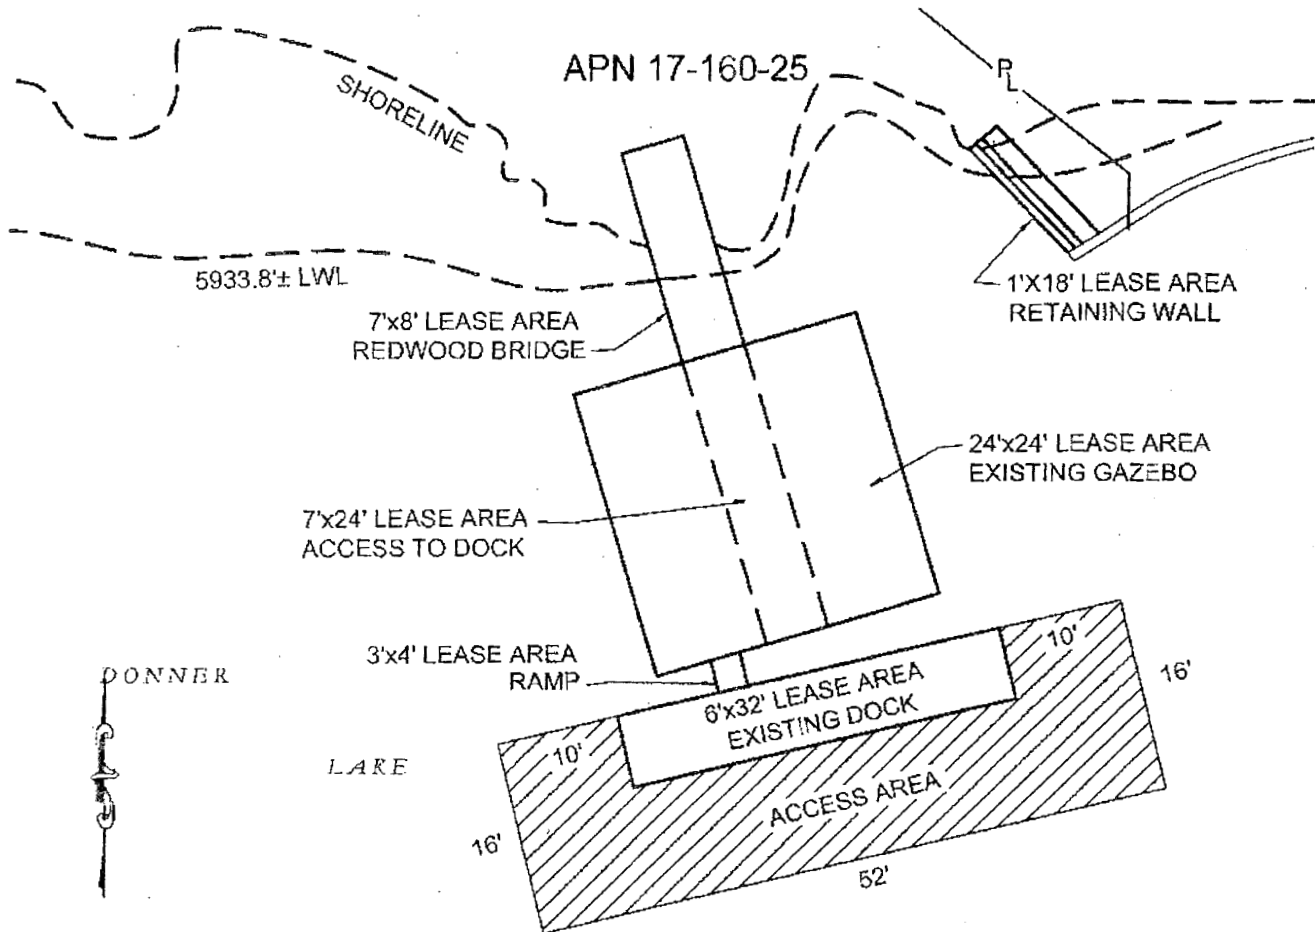 APN 17-160-25
PL
SHORELINE
5933.8'± LWL
1'X18' LEASE AREA
RETAINING WALL
7'x8' LEASE AREA
REDWOOD BRIDGE
24'x24' LEASE AREA
EXISTING GAZEBO
7'x24' LEASE AREA
ACCESS TO DOCK
3'x4' LEASE AREA
RAMP
6'x32' LEASE AREA
EXISTING DOCK
10'
16'
10'
16'
ACCESS AREA
52'
DONNER
LAKE